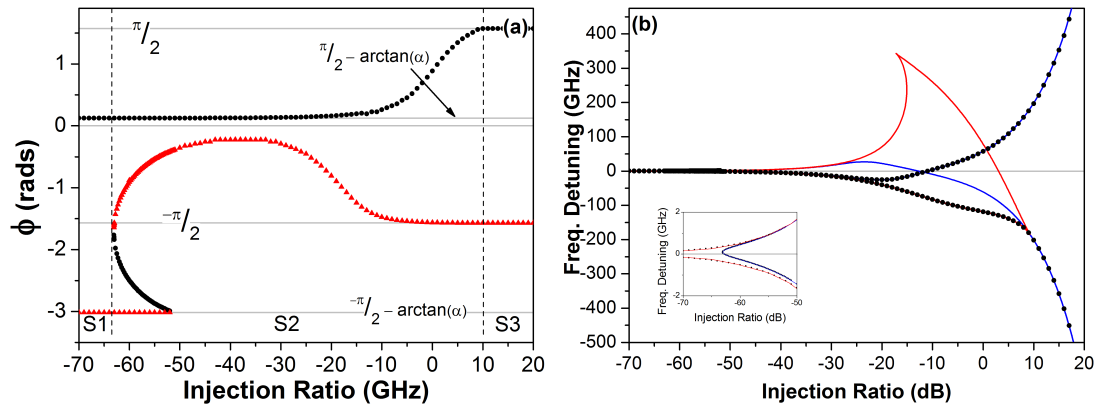 (a)
π/2
π/2 − arctan(α)
−π/2
−π/2 − arctan(α)
S1 S2 S3
ϕ (rads)
1
0
-1
-2
-3
-70 -60 -50 -40 -30 -20 -10 0 10 20
Injection Ratio (GHz)
(b)
Freq. Detuning (GHz)
400
300
200
100
0
-100
-200
-300
-400
-500
-70 -60 -50 -40 -30 -20 -10 0 10 20
Injection Ratio (dB)
Freq. Detuning (GHz)
2
0
2
-70 -60 -50
Injection Ratio (dB)